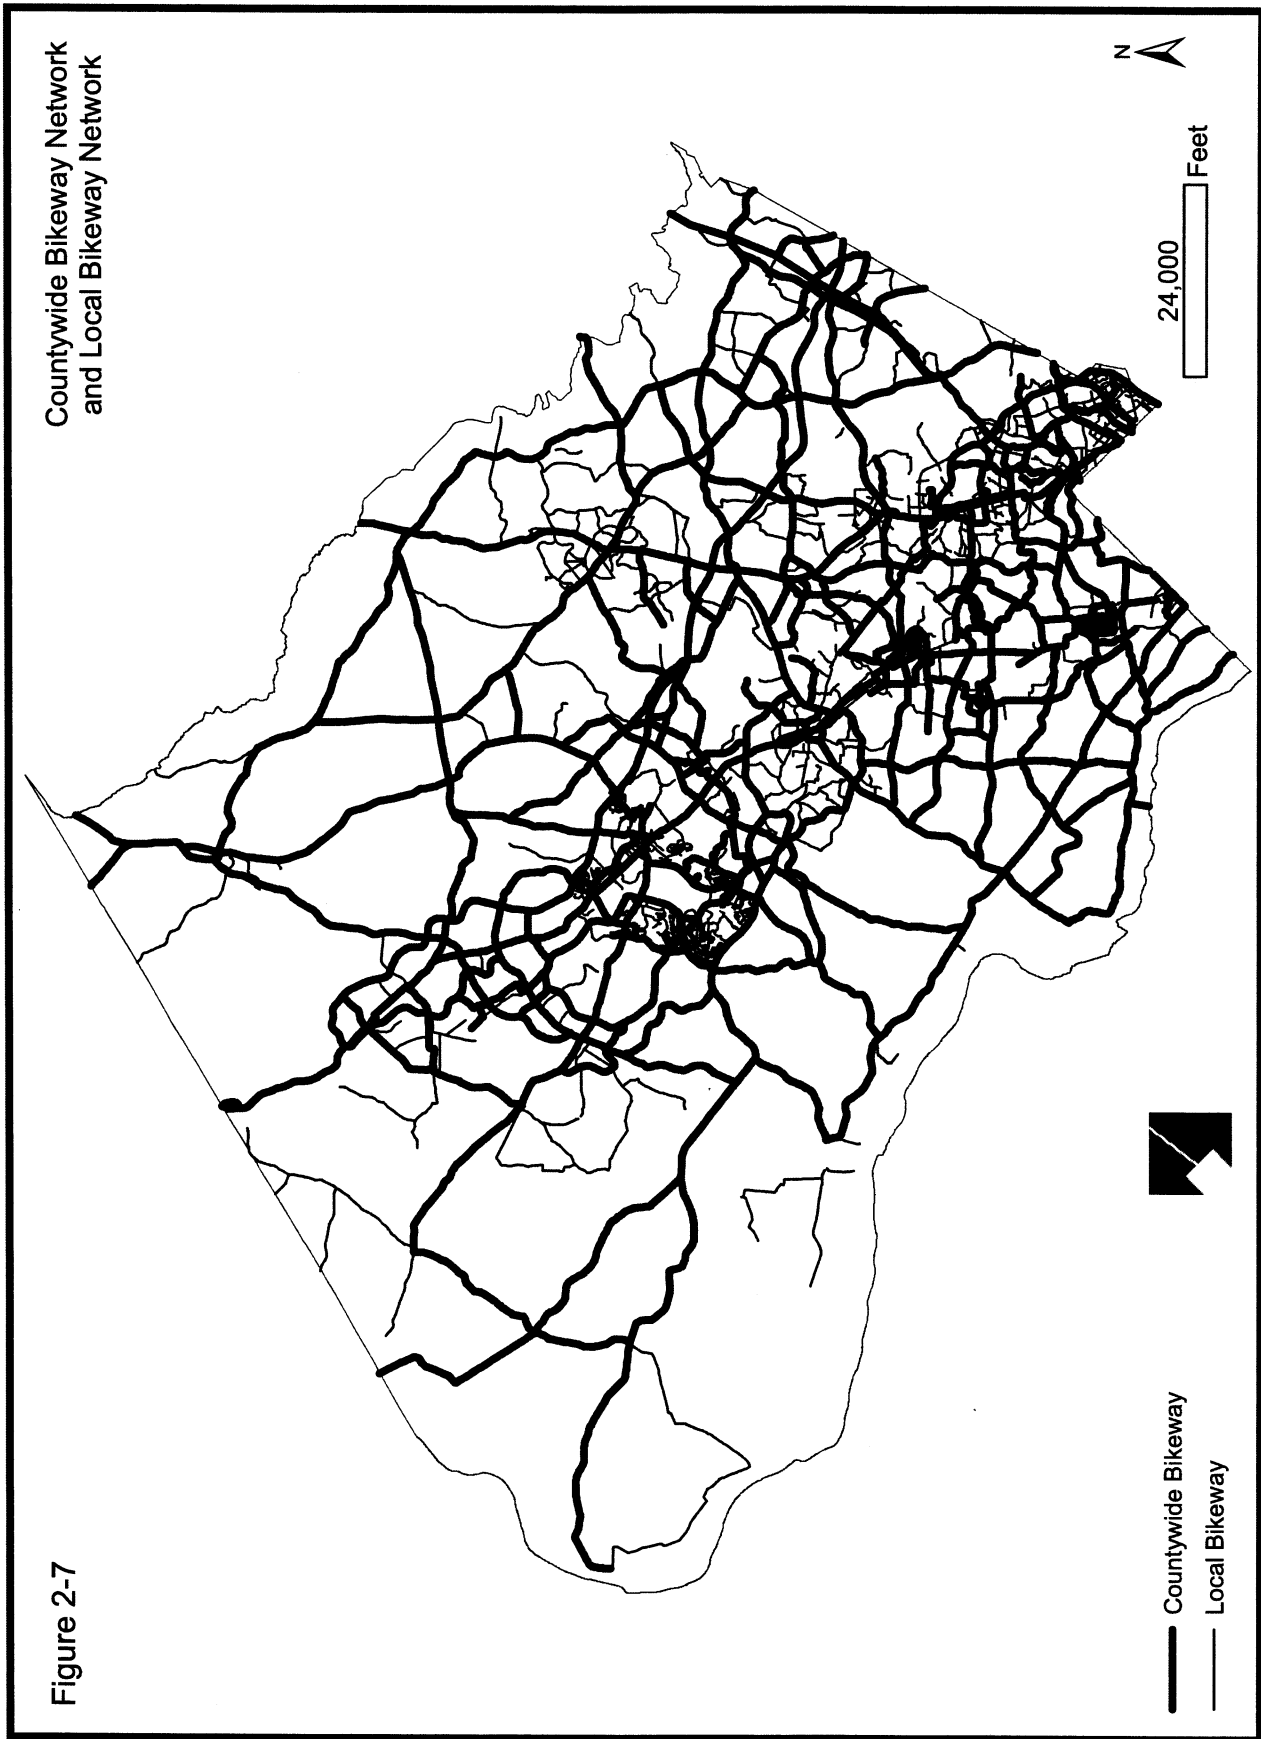 Figure 2-7
Countywide Bikeway Network
and Local Bikeway Network
N
24,000
Feet
Countywide Bikeway
Local Bikeway